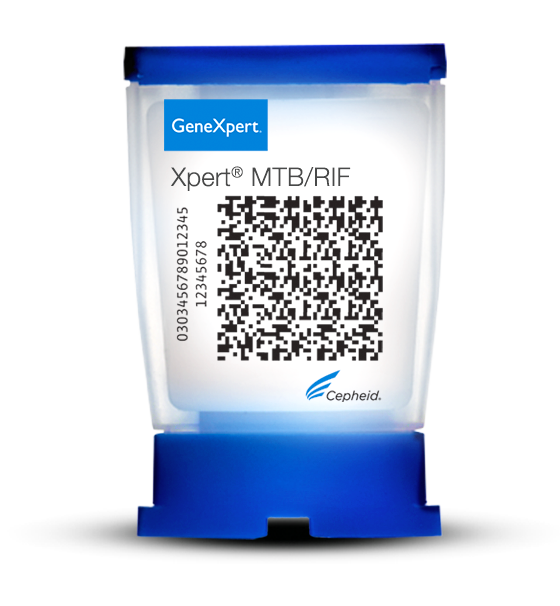 GeneXpert.
Xpert® MTB/RIF
0303456789012345
12345678
Cepheid.